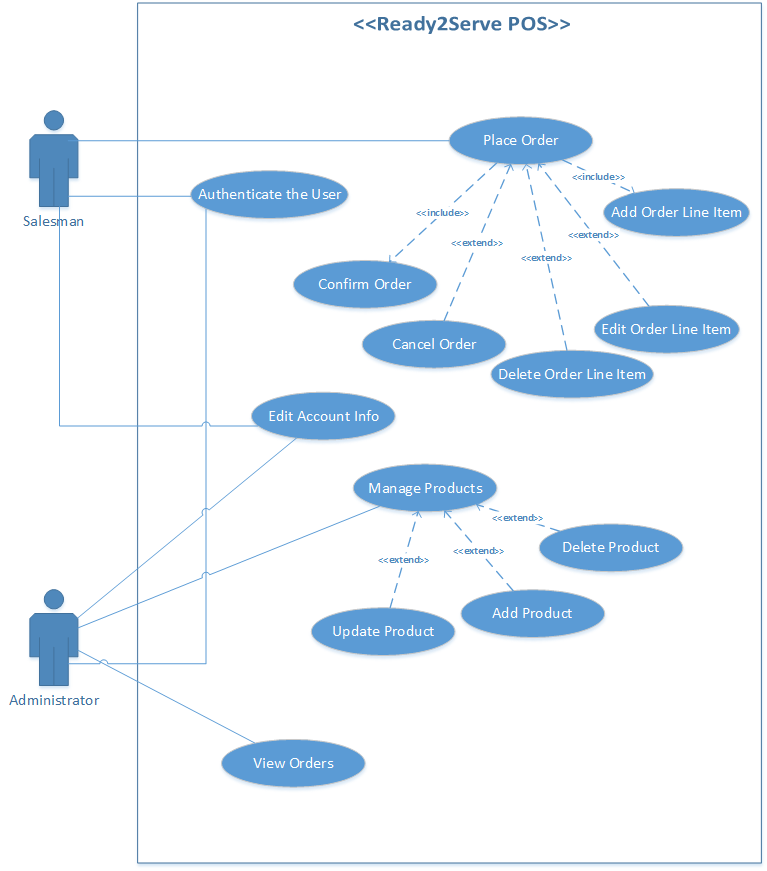 <<Ready2Serve POS>>
Place Order
<<include>>
Authenticate the User
Add Order Line Item
<<include>>
Salesman
<<extend>>
<<extend>>
<<extend>>
Confirm Order
Edit Order Line Item
Cancel Order
Delete Order Line Item
Edit Account Info
Manage Products
<<extend>>
Delete Product
<<extend>>
<<extend>>
Add Product
Update Product
Administrator
View Orders